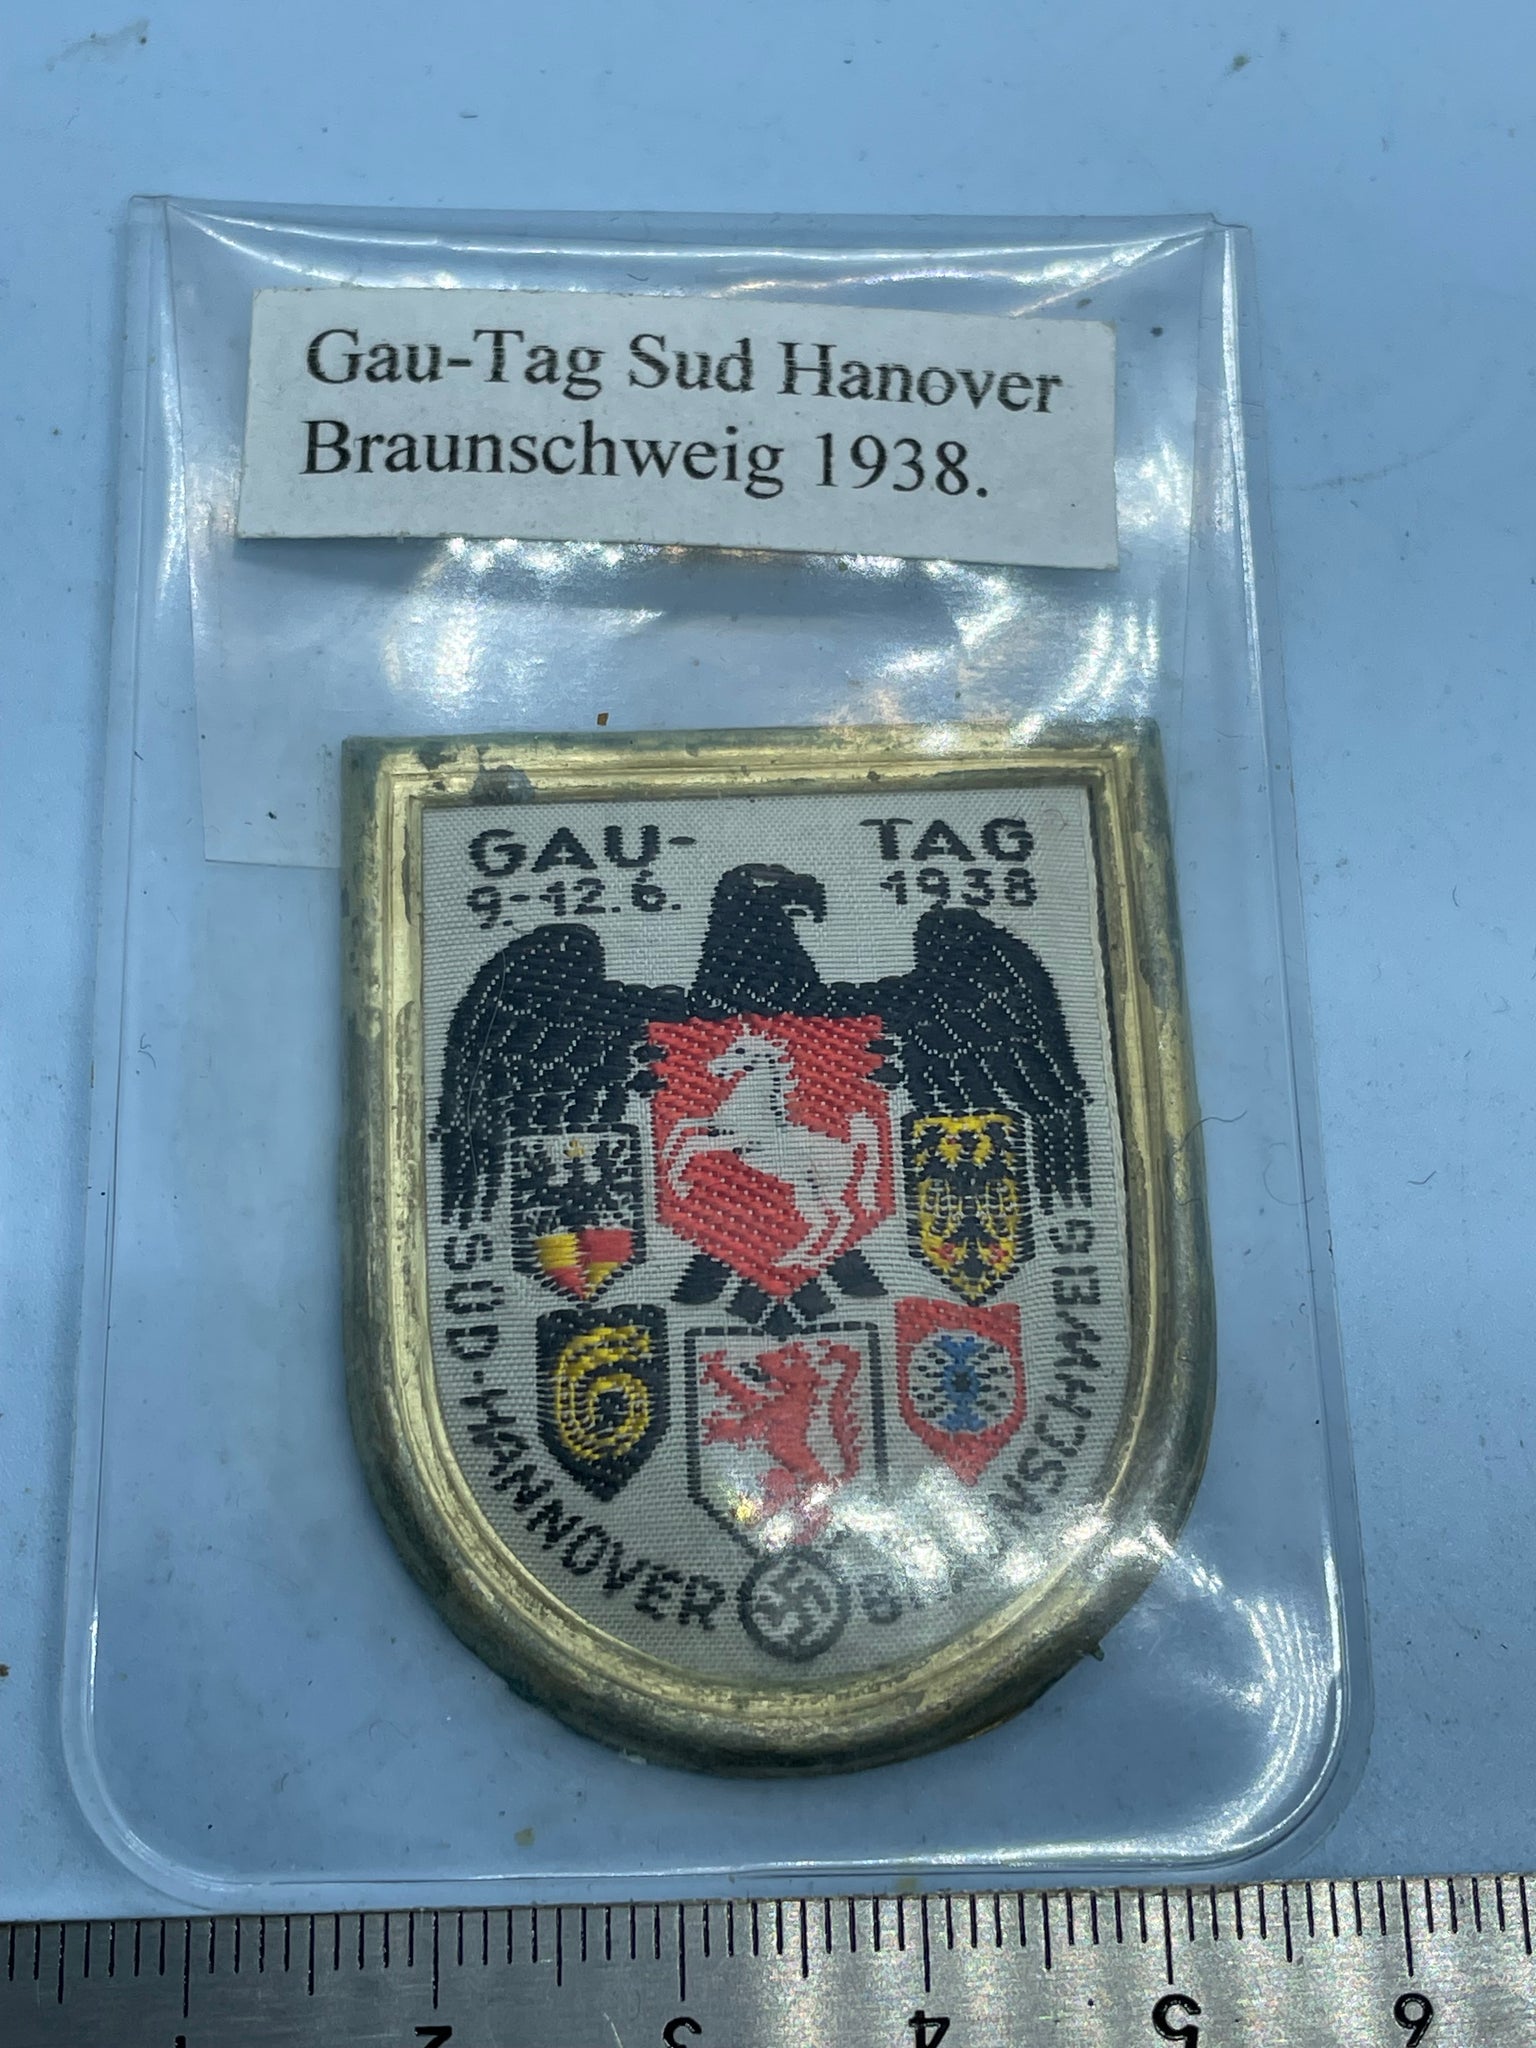 Gau-Tag Sud Hanover
Braunschweig 1938.
GAU- TAG
9.-12.6. 1938
SÜD-HANNOVER
1 2 3 4 5 6